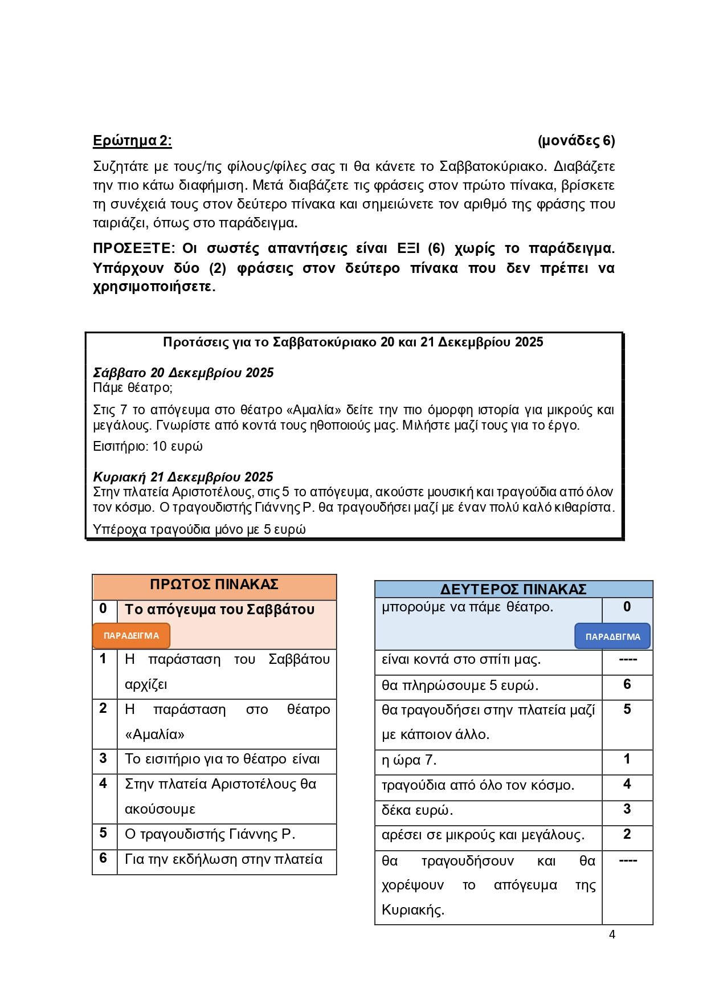 Ερώτημα 2: (μονάδες 6)
Συζητάτε με τους/τις φίλους/φίλες σας τι θα κάνετε το Σαββατοκύριακο. Διαβάζετε
την πιο κάτω διαφήμιση. Μετά διαβάζετε τις φράσεις στον πρώτο πίνακα, βρίσκετε
τη συνέχειά τους στον δεύτερο πίνακα και σημειώνετε τον αριθμό της φράσης που
ταιριάζει, όπως στο παράδειγμα.
ΠΡΟΣΕΞΤΕ: Οι σωστές απαντήσεις είναι ΕΞΙ (6) χωρίς το παράδειγμα.
Υπάρχουν δύο (2) φράσεις στον δεύτερο πίνακα που δεν πρέπει να
χρησιμοποιήσετε.
Προτάσεις για το Σαββατοκύριακο 20 και 21 Δεκεμβρίου 2025
Σάββατο 20 Δεκεμβρίου 2025
Πάμε θέατρο;
Στις 7 το απόγευμα στο θέατρο «Αμαλία» δείτε την πιο όμορφη ιστορία για μικρούς και
μεγάλους. Γνωρίστε από κοντά τους ηθοποιούς μας. Μιλήστε μαζί τους για το έργο.
Εισιτήριο: 10 ευρώ
Κυριακή 21 Δεκεμβρίου 2025
Στην πλατεία Αριστοτέλους, στις 5 το απόγευμα, ακούστε μουσική και τραγούδια από όλον
τον κόσμο. Ο τραγουδιστής Γιάννης Ρ. θα τραγουδήσει μαζί με έναν πολύ καλό κιθαρίστα.
Υπέροχα τραγούδια μόνο με 5 ευρώ
ΠΡΩΤΟΣ ΠΙΝΑΚΑΣ
0 Το απόγευμα του Σαββάτου
ΠΑΡΑΔΕΙΓΜΑ
1 Η παράσταση του Σαββάτου
αρχίζει
2 Η παράσταση στο θέατρο
«Αμαλία»
3 Το εισιτήριο για το θέατρο είναι
4 Στην πλατεία Αριστοτέλους θα
ακούσουμε
5 Ο τραγουδιστής Γιάννης Ρ.
6 Για την εκδήλωση στην πλατεία
ΔΕΥΤΕΡΟΣ ΠΙΝΑΚΑΣ
μπορούμε να πάμε θέατρο. 0
ΠΑΡΑΔΕΙΓΜΑ
είναι κοντά στο σπίτι μας. ----
θα πληρώσουμε 5 ευρώ. 6
θα τραγουδήσει στην πλατεία μαζί 5
με κάποιον άλλο.
η ώρα 7. 1
τραγούδια από όλο τον κόσμο. 4
δέκα ευρώ. 3
αρέσει σε μικρούς και μεγάλους. 2
θα τραγουδήσουν και θα ----
χορέψουν το απόγευμα της
Κυριακής.
4